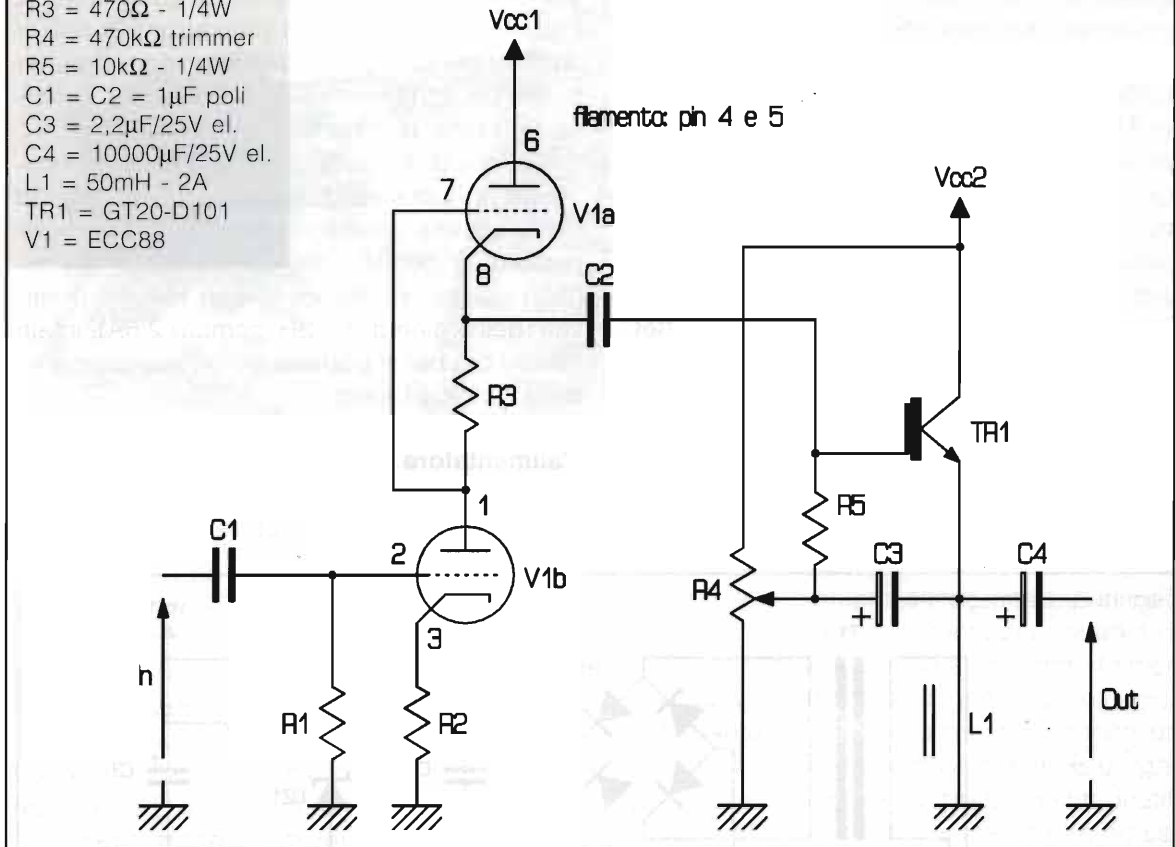 R3 = 470Ω - 1/4W
R4 = 470kΩ trimmer
R5 = 10kΩ - 1/4W
C1 = C2 = 1µF poli
C3 = 2,2µF/25V el.
C4 = 10000µF/25V el.
L1 = 50mH - 2A
TR1 = GT20-D101
V1 = ECC88
Vcc1
filamento: pin 4 e 5
6
7
V1a
8
C2
Vcc2
R3
TR1
1
C1
2
V1b
3
R5
C3
C4
R4
+
+
In
R1
R2
L1
Out
l'alimentatore